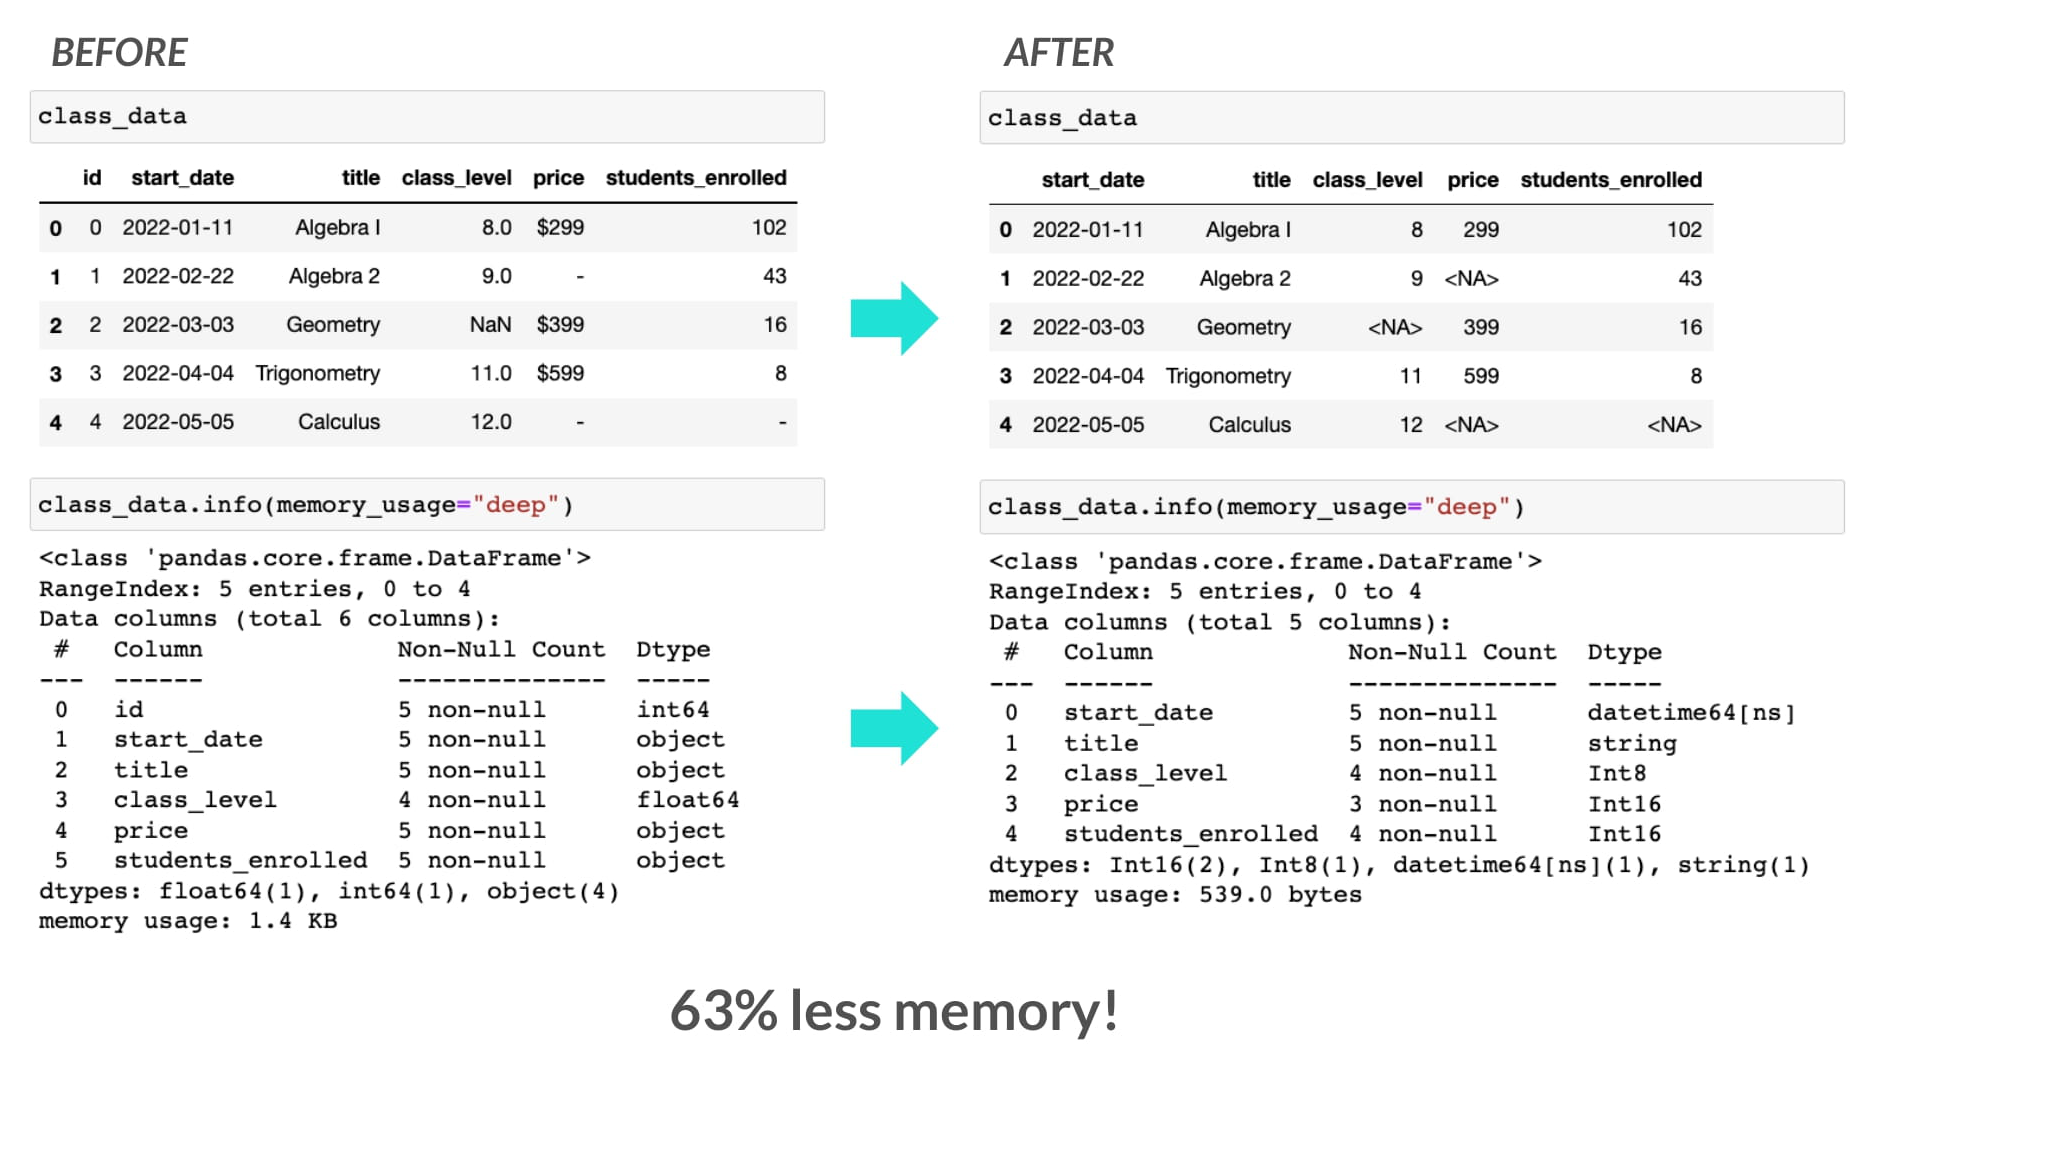 BEFORE
class_data
id start_date title class_level price students_enrolled
0 0 2022-01-11 Algebra I 8.0 $299 102
1 1 2022-02-22 Algebra 2 9.0 - 43
2 2 2022-03-03 Geometry NaN $399 16
3 3 2022-04-04 Trigonometry 11.0 $599 8
4 4 2022-05-05 Calculus 12.0 - -
class_data.info(memory_usage="deep")
<class 'pandas.core.frame.DataFrame'>
RangeIndex: 5 entries, 0 to 4
Data columns (total 6 columns):
# Column Non-Null Count Dtype
--- ------ -------------- -----
0 id 5 non-null int64
1 start_date 5 non-null object
2 title 5 non-null object
3 class_level 4 non-null float64
4 price 5 non-null object
5 students_enrolled 5 non-null object
dtypes: float64(1), int64(1), object(4)
memory usage: 1.4 KB
AFTER
class_data
start_date title class_level price students_enrolled
0 2022-01-11 Algebra I 8 299 102
1 2022-02-22 Algebra 2 9 <NA> 43
2 2022-03-03 Geometry <NA> 399 16
3 2022-04-04 Trigonometry 11 599 8
4 2022-05-05 Calculus 12 <NA> <NA>
class_data.info(memory_usage="deep")
<class 'pandas.core.frame.DataFrame'>
RangeIndex: 5 entries, 0 to 4
Data columns (total 5 columns):
# Column Non-Null Count Dtype
--- ------ -------------- -----
0 start_date 5 non-null datetime64[ns]
1 title 5 non-null string
2 class_level 4 non-null Int8
3 price 3 non-null Int16
4 students_enrolled 4 non-null Int16
dtypes: Int16(2), Int8(1), datetime64[ns](1), string(1)
memory usage: 539.0 bytes
63% less memory!